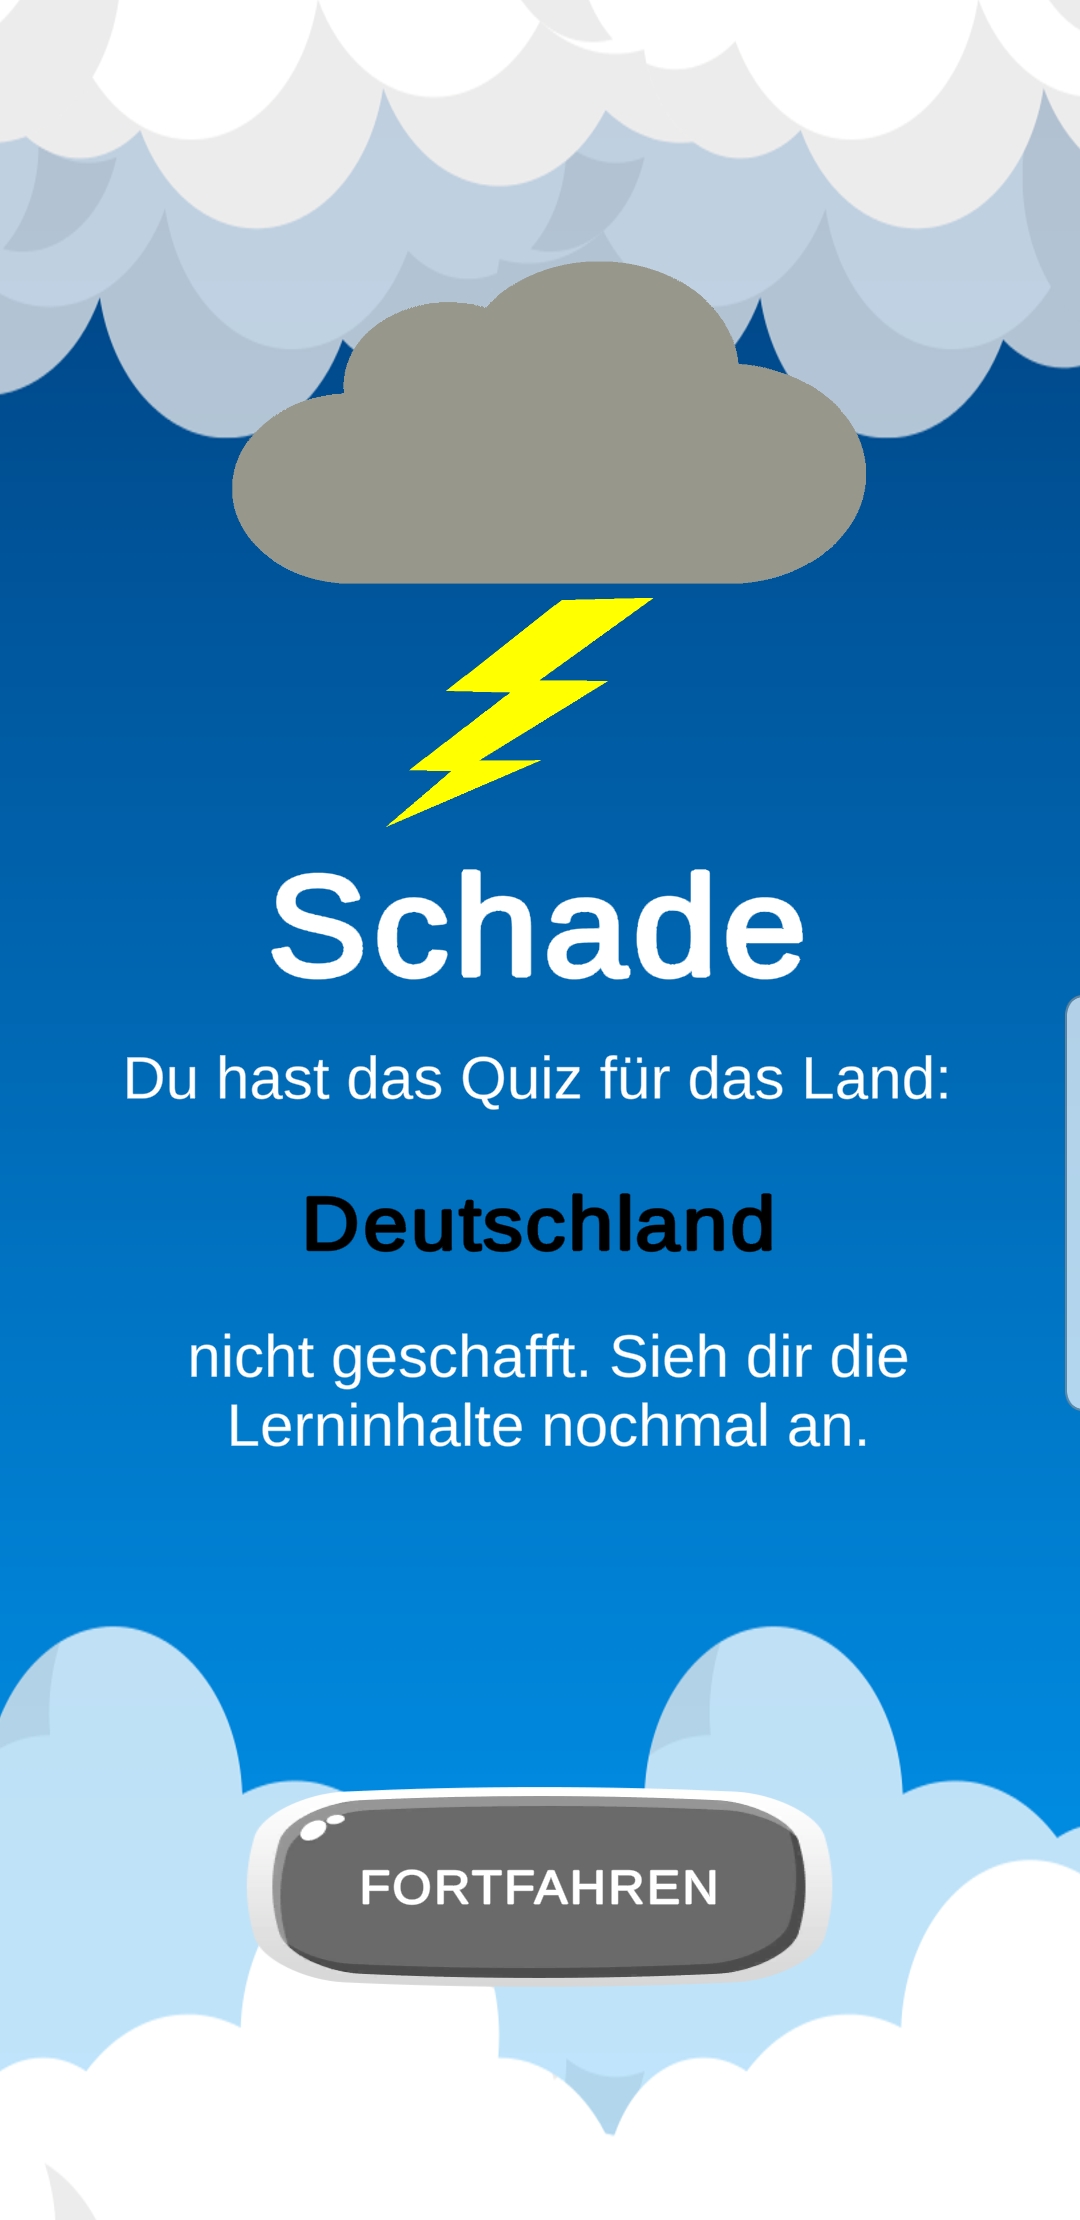 Schade
Du hast das Quiz für das Land:
Deutschland
nicht geschafft. Sieh dir die
Lerninhalte nochmal an.
FORTFAHREN